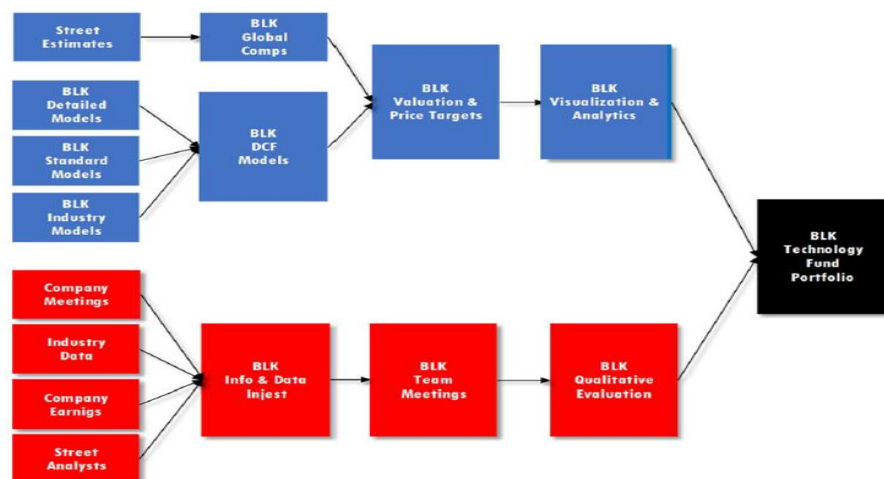 Street
Estimates
BLK
Global
Comps
BLK
Detailed
Models
BLK
Standard
Models
BLK
Industry
Models
BLK
DCF
Models
BLK
Valuation &
Price Targets
BLK
Visualization &
Analytics
BLK
Technology
Fund
Portfolio
Company
Meetings
Industry
Data
Company
Earnigs
Street
Analysts
BLK
Info & Data
Injest
BLK
Team
Meetings
BLK
Qualitative
Evaluation